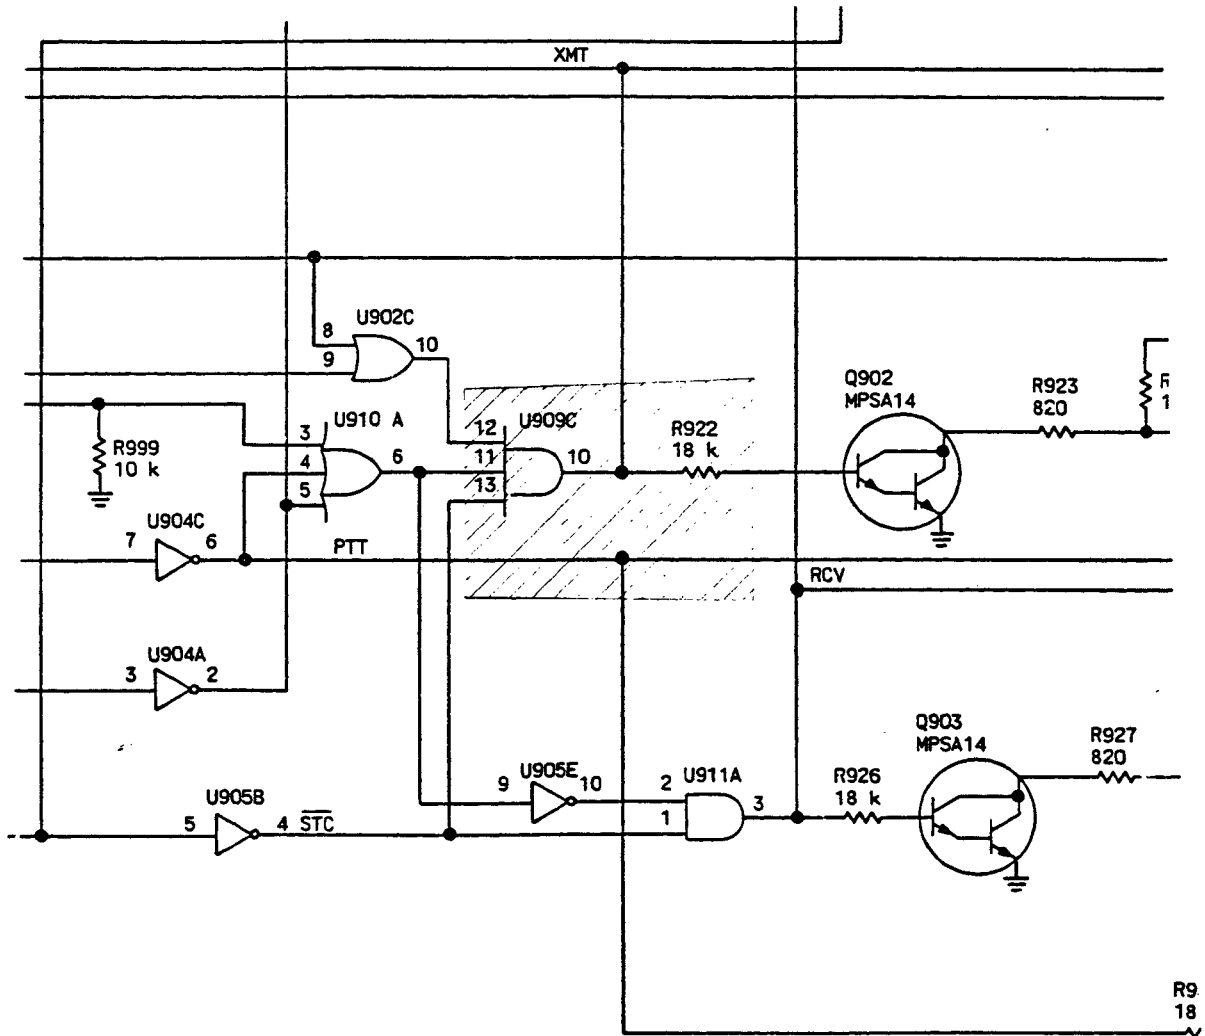 XMT
U902C
8
9
10
Q902
MPSA14
R923
820
R
1
U910 A
U909C
R999
10 k
3
4
5
6
12
11
13
10
R922
18 k
U904C
7
6
PTT
RCV
U904A
3
2
Q903
MPSA14
R927
820
U905E
9
10
U911A
2
1
3
R926
18 k
U905B
5
4
STC
R9
18